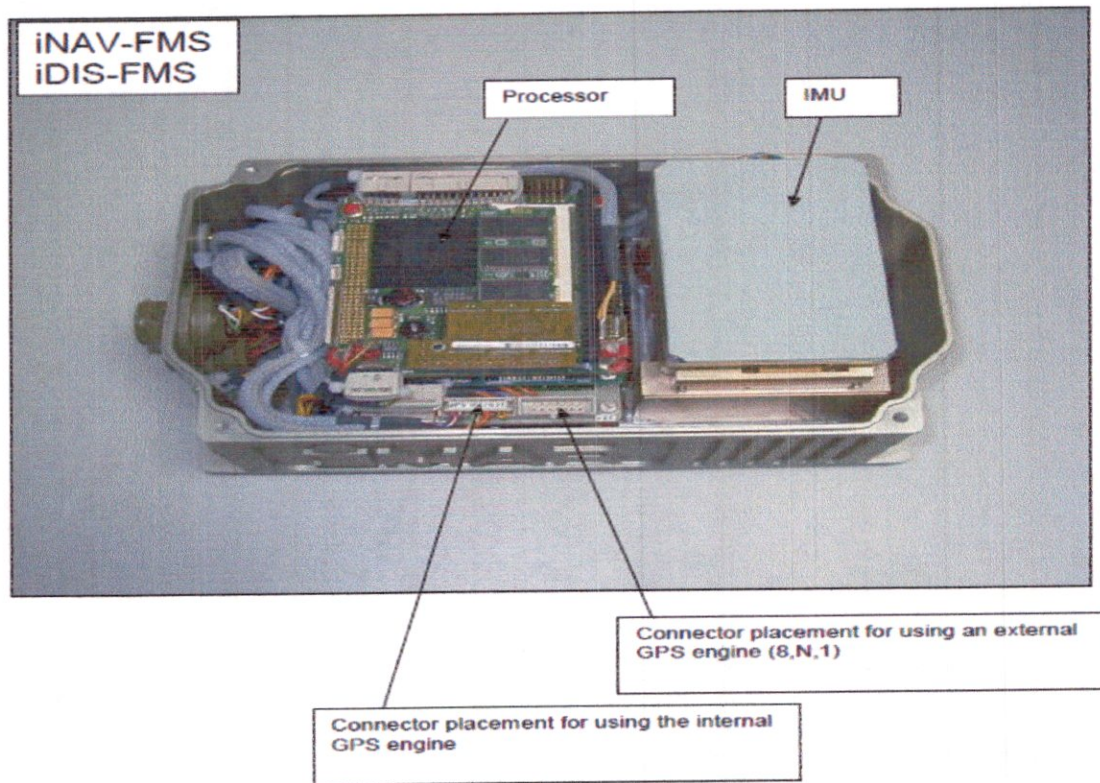 iNAV-FMS
iDIS-FMS
Processor
IMU
Connector placement for using an external
GPS engine (8,N,1)
Connector placement for using the internal
GPS engine